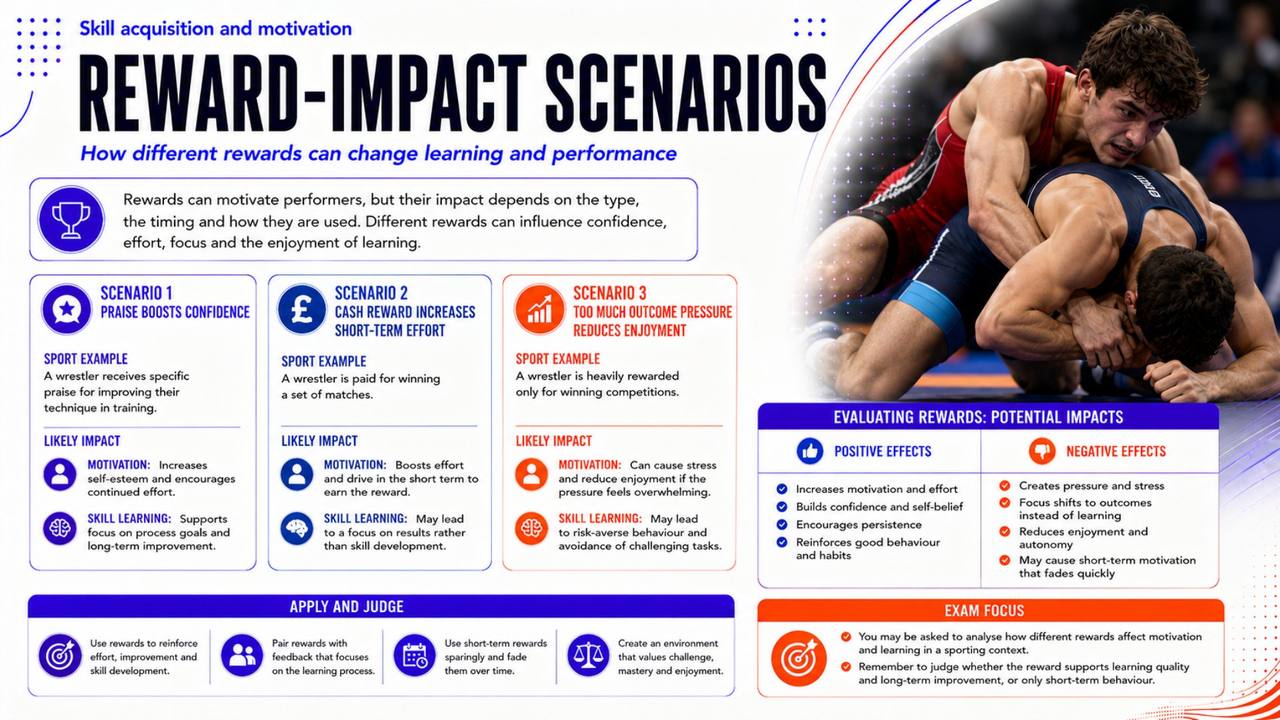 Skill acquisition and motivation
REWARD-IMPACT SCENARIOS
How different rewards can change learning and performance
Rewards can motivate performers, but their impact depends on the type,
the timing and how they are used. Different rewards can influence confidence,
effort, focus and the enjoyment of learning.
SCENARIO 1
PRAISE BOOSTS CONFIDENCE
SPORT EXAMPLE
A wrestler receives specific
praise for improving their
technique in training.
LIKELY IMPACT
MOTIVATION: Increases
self-esteem and encourages
continued effort.
SKILL LEARNING: Supports
focus on process goals and
long-term improvement.
£
SCENARIO 2
CASH REWARD INCREASES
SHORT-TERM EFFORT
SPORT EXAMPLE
A wrestler is paid for winning
a set of matches.
LIKELY IMPACT
MOTIVATION: Boosts effort
and drive in the short term to
earn the reward.
SKILL LEARNING: May lead
to a focus on results rather
than skill development.
SCENARIO 3
TOO MUCH OUTCOME PRESSURE
REDUCES ENJOYMENT
SPORT EXAMPLE
A wrestler is heavily rewarded
only for winning competitions.
LIKELY IMPACT
MOTIVATION: Can cause stress
and reduce enjoyment if the
pressure feels overwhelming.
SKILL LEARNING: May lead
to risk-averse behaviour and
avoidance of challenging tasks.
EVALUATING REWARDS: POTENTIAL IMPACTS
POSITIVE EFFECTS
Increases motivation and effort
Builds confidence and self-belief
Encourages persistence
Reinforces good behaviour
and habits
NEGATIVE EFFECTS
Creates pressure and stress
Focus shifts to outcomes
instead of learning
Reduces enjoyment and
autonomy
May cause short-term motivation
that fades quickly
APPLY AND JUDGE
Use rewards to reinforce
effort, improvement and
skill development.
Pair rewards with
feedback that focuses
on the learning process.
Use short-term rewards
sparingly and fade
them over time.
Create an environment
that values challenge,
mastery and enjoyment.
EXAM FOCUS
You may be asked to analyse how different rewards affect motivation
and learning in a sporting context.
Remember to judge whether the reward supports learning quality
and long-term improvement, or only short-term behaviour.